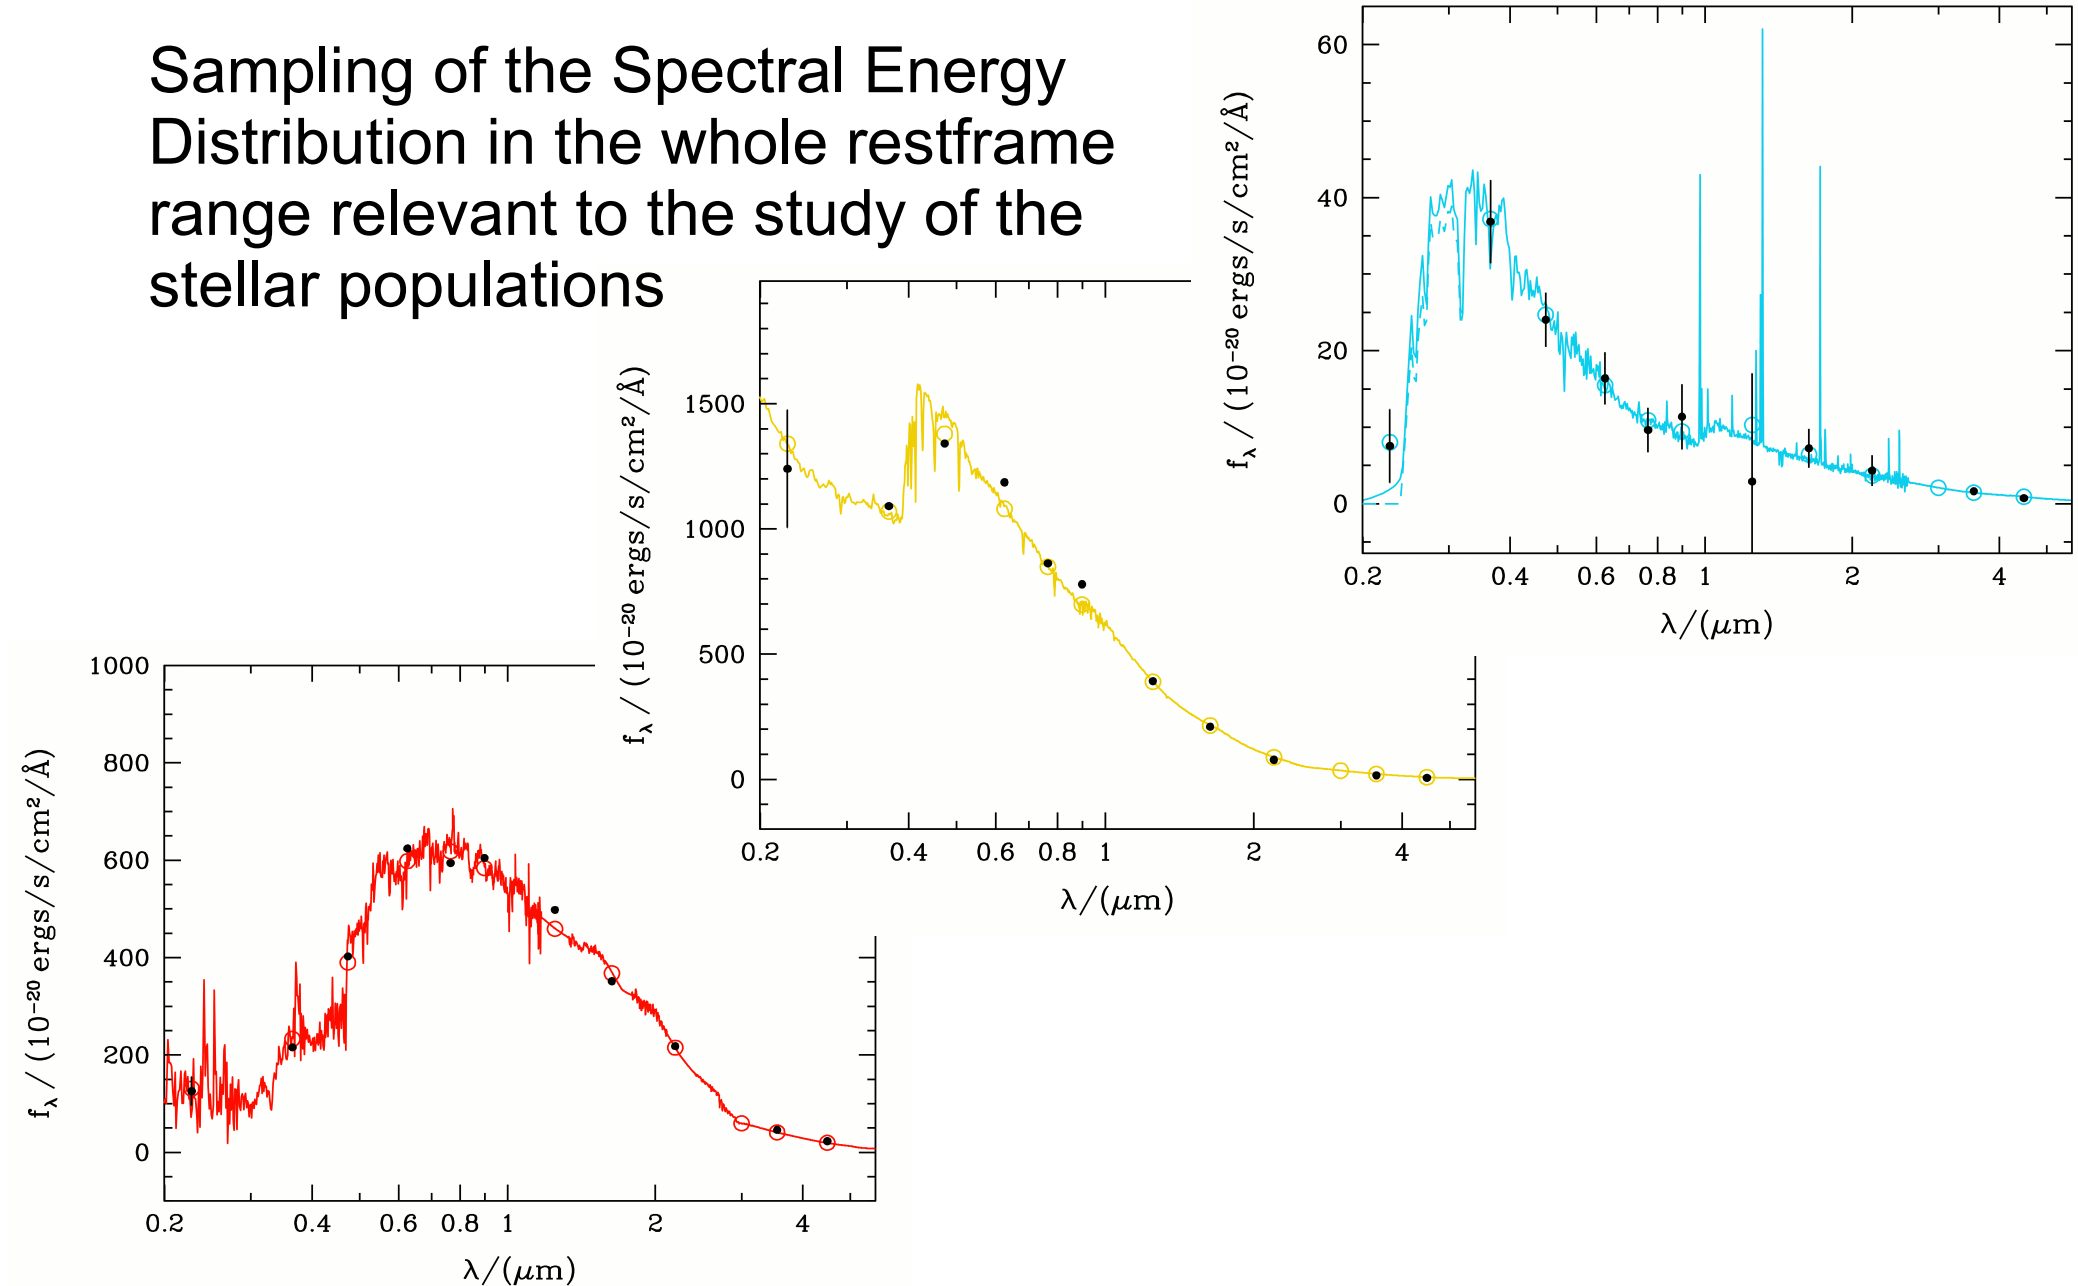 Sampling of the Spectral Energy
Distribution in the whole restframe
range relevant to the study of the
stellar populations
60
40
20
0
f_λ / (10⁻²⁰ ergs/s/cm²/Å)
0.2 0.4 0.6 0.8 1 2 4
λ/(μm)
1500
1000
500
0
f_λ / (10⁻²⁰ ergs/s/cm²/Å)
0.2 0.4 0.6 0.8 1 2 4
λ/(μm)
1000
800
600
400
200
0
f_λ / (10⁻²⁰ ergs/s/cm²/Å)
0.2 0.4 0.6 0.8 1 2 4
λ/(μm)